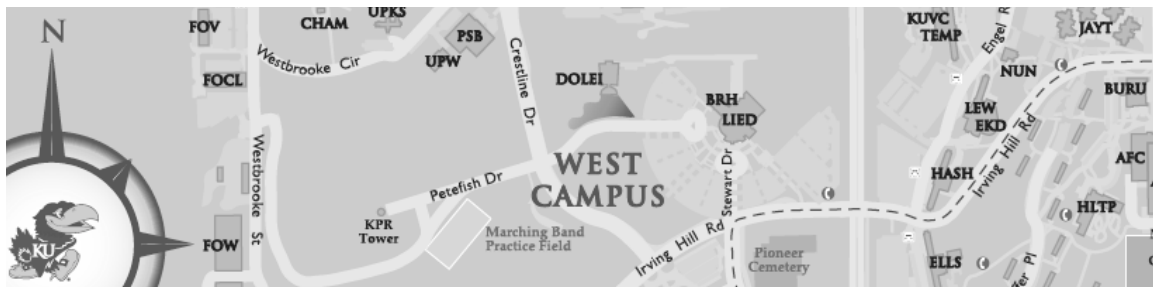 N
KU
FOV
CHAM
UPKS
PSB
UPW
Westbrooke Cir
FOCL
Crestline Dr
DOLEI
BRH
LIED
KUVC
TEMP
JAYT
NUN
BURU
LEW
EKD
Irving Hill Rd
AFC
Westbrooke St
WEST
CAMPUS
Petefish Dr
Stewart Dr
HASH
HLTP
KPR
Tower
Marching Band
Practice Field
FOW
Irving Hill Rd
Pioneer
Cemetery
ELLS